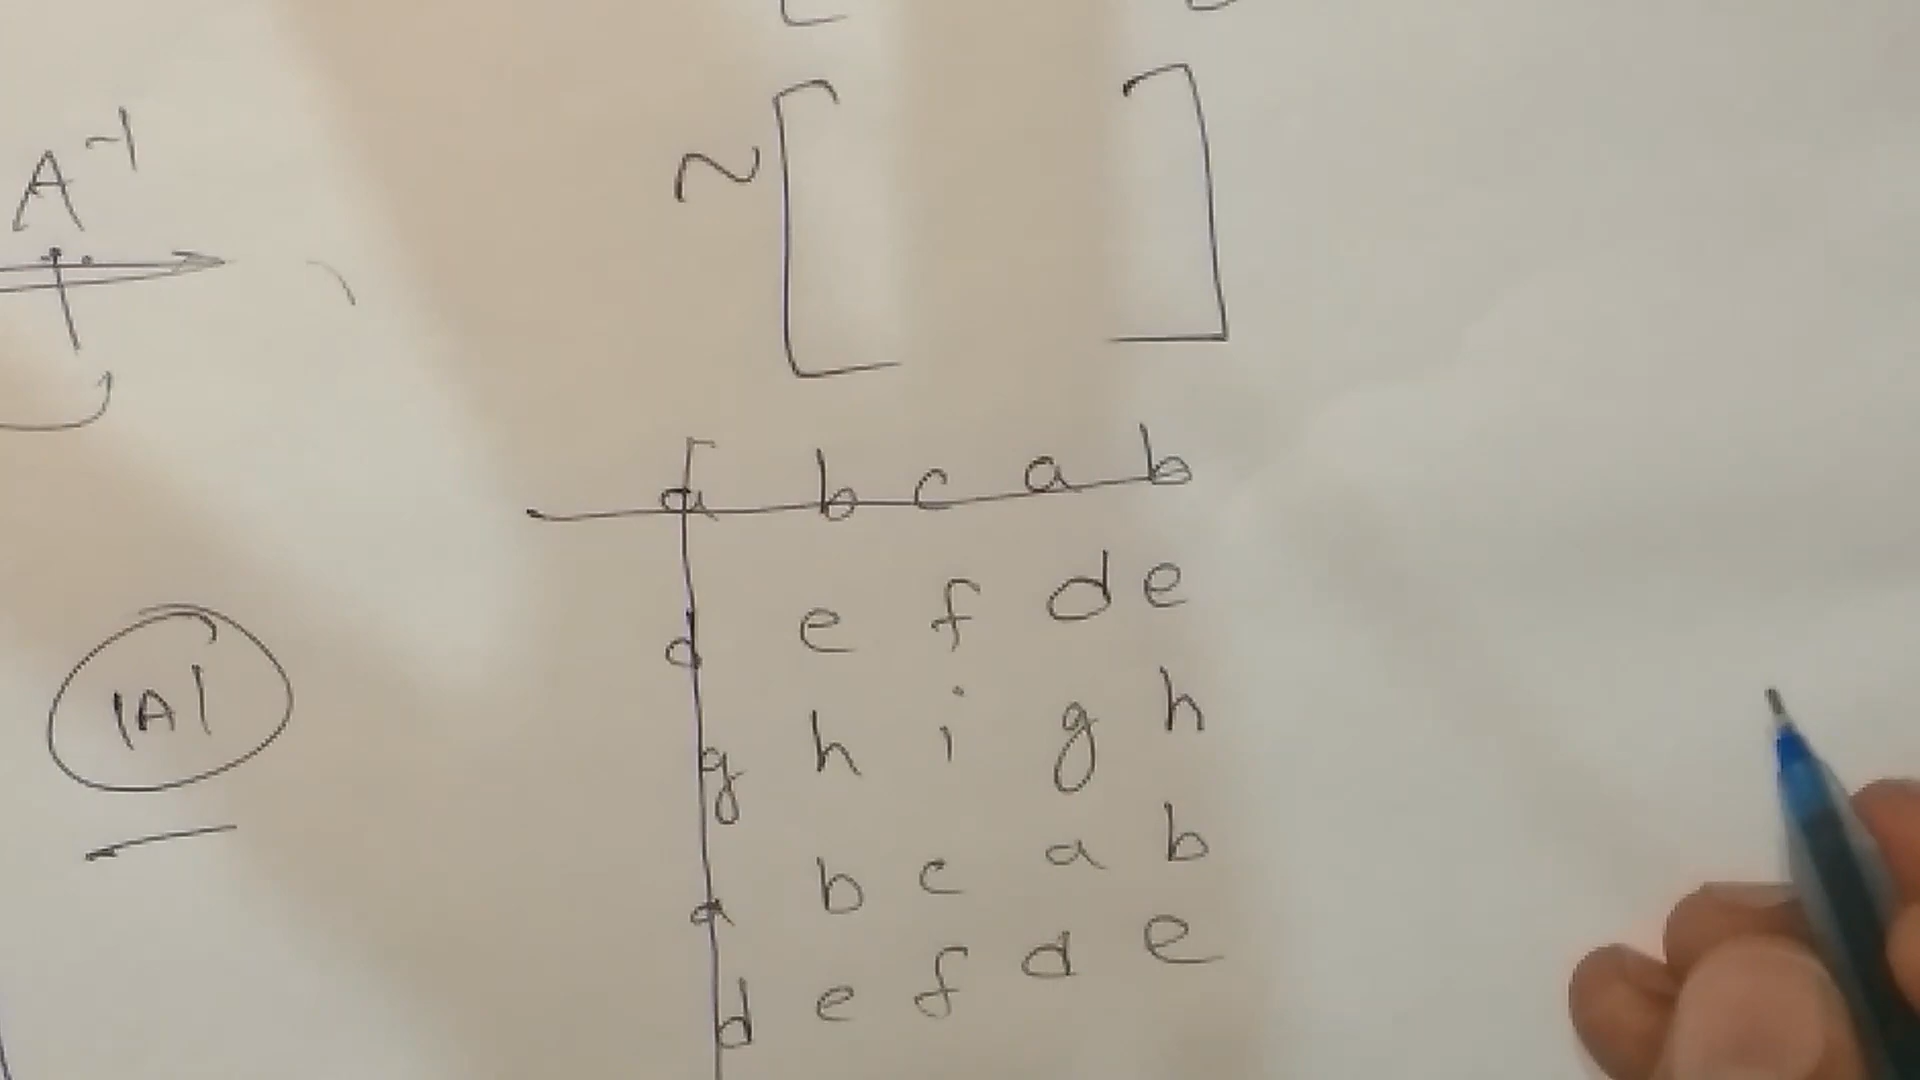 A⁻¹
~ [ ]
a b c a b
d e f d e
g h i g h
a b c a b
d e f d e
|A|